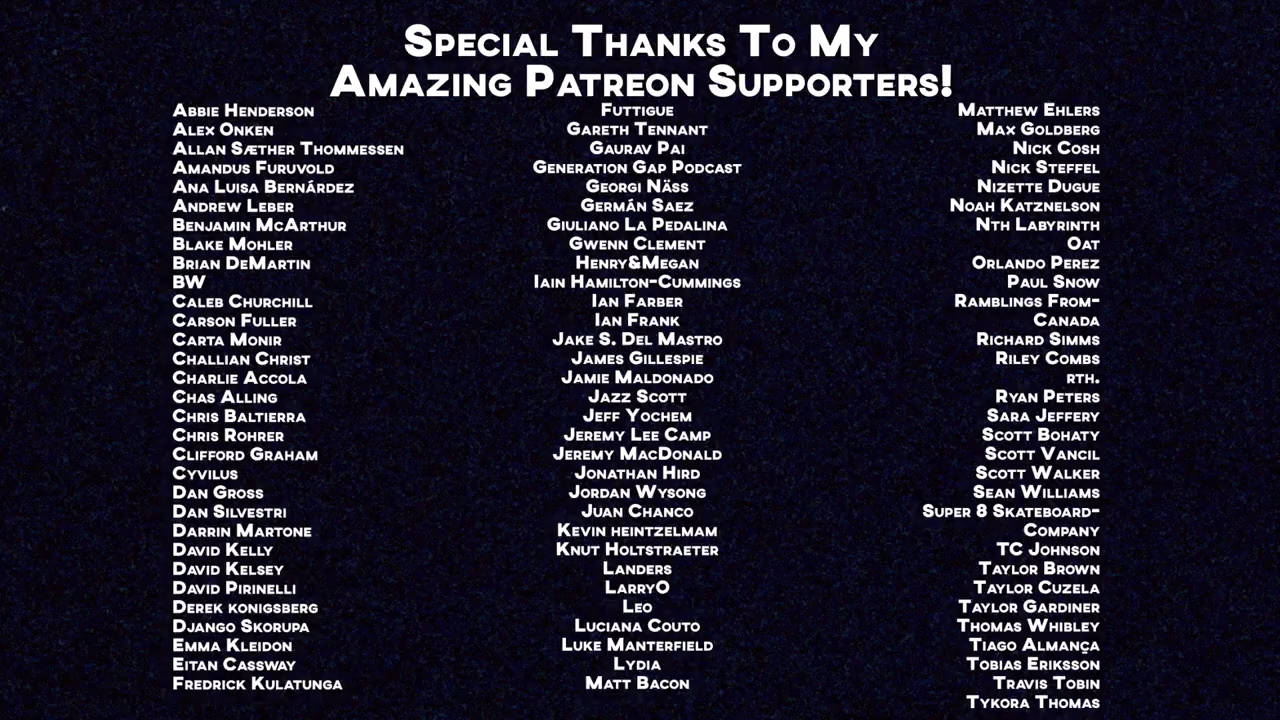 Special Thanks To My
Amazing Patreon Supporters!
Abbie Henderson
Alex Onken
Allan Sæther Thommessen
Amandus Furuvold
Ana Luisa Bernárdez
Andrew Leber
Benjamin McArthur
Blake Mohler
Brian DeMartin
BW
Caleb Churchill
Carson Fuller
Carta Monir
Challian Christ
Charlie Accola
Chas Alling
Chris Baltierra
Chris Rohrer
Clifford Graham
Cyvilus
Dan Gross
Dan Silvestri
Darrin Martone
David Kelly
David Kelsey
David Pirinelli
Derek konigsberg
Django Skorupa
Emma Kleidon
Eitan Cassway
Fredrick Kulatunga
Futtigue
Gareth Tennant
Gaurav Pai
Generation Gap Podcast
Georgi Näss
Germán Saez
Giuliano La Pedalina
Gwenn Clement
Henry&Megan
Iain Hamilton-Cummings
Ian Farber
Ian Frank
Jake S. Del Mastro
James Gillespie
Jamie Maldonado
Jazz Scott
Jeff Yochem
Jeremy Lee Camp
Jeremy MacDonald
Jonathan Hird
Jordan Wysong
Juan Chanco
Kevin heintzelmam
Knut Holtstraeter
Landers
LarryO
Leo
Luciana Couto
Luke Manterfield
Lydia
Matt Bacon
Matthew Ehlers
Max Goldberg
Nick Cosh
Nick Steffel
Nizette Dugue
Noah Katznelson
Nth Labyrinth
Oat
Orlando Perez
Paul Snow
Ramblings From-
Canada
Richard Simms
Riley Combs
rth.
Ryan Peters
Sara Jeffery
Scott Bohaty
Scott Vancil
Scott Walker
Sean Williams
Super 8 Skateboard-
Company
TC Johnson
Taylor Brown
Taylor Cuzela
Taylor Gardiner
Thomas Whibley
Tiago Almança
Tobias Eriksson
Travis Tobin
Tykora Thomas